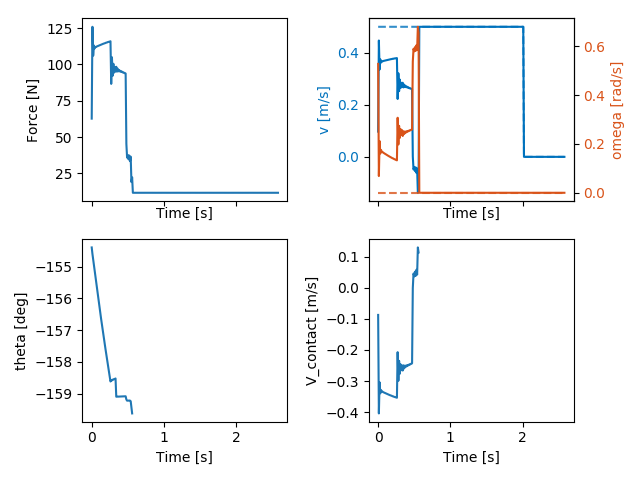 Force [N]
125
100
75
50
25
Time [s]
v [m/s]
0.4
0.2
0.0
0.6
0.4
0.2
0.0
omega [rad/s]
Time [s]
theta [deg]
−155
−156
−157
−158
−159
0 1 2
Time [s]
V_contact [m/s]
0.1
0.0
−0.1
−0.2
−0.3
−0.4
0 1 2
Time [s]